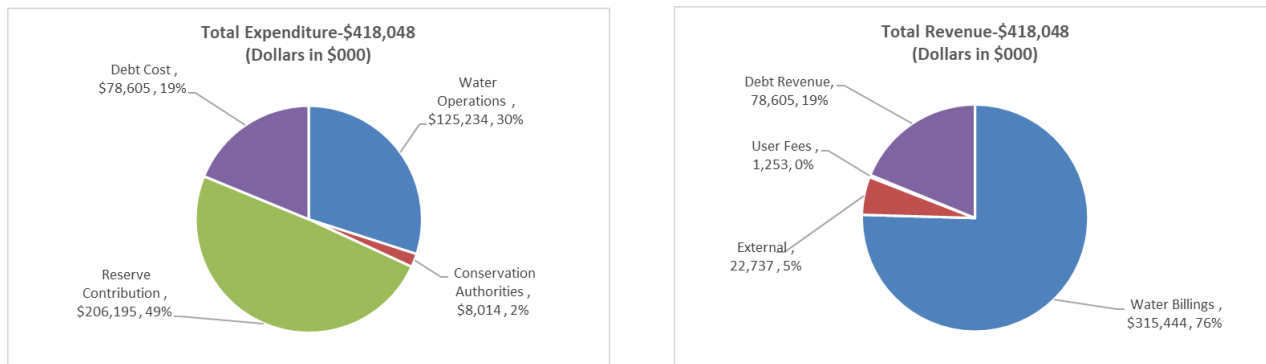 Total Expenditure-$418,048
(Dollars in $000)
Debt Cost ,
$78,605 , 19%
Water
Operations ,
$125,234 , 30%
Reserve
Contribution ,
$206,195 , 49%
Conservation
Authorities ,
$8,014 , 2%
Total Revenue-$418,048
(Dollars in $000)
Debt Revenue,
78,605, 19%
User Fees ,
1,253, 0%
External ,
22,737 , 5%
Water Billings ,
$315,444 , 76%